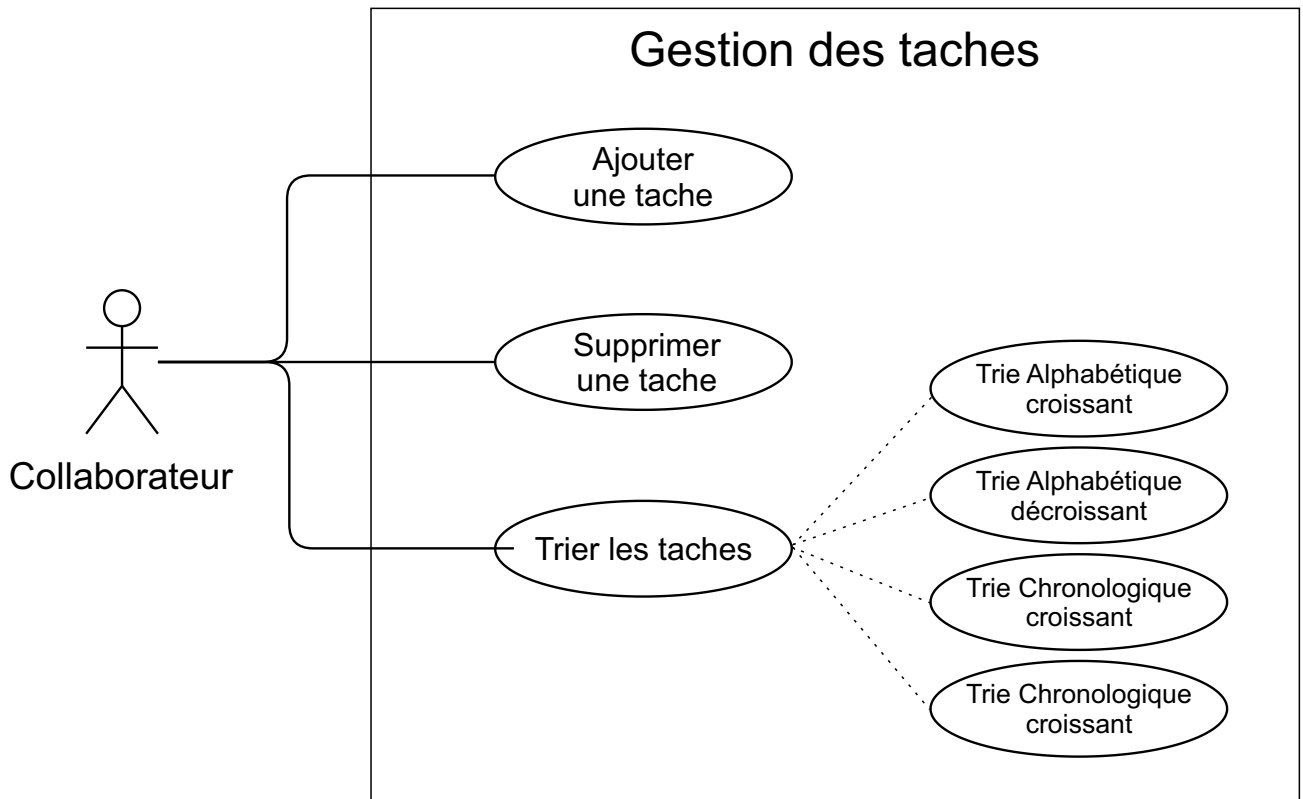 Gestion des taches
Ajouter
une tache
Supprimer
une tache
Collaborateur
Trier les taches
Trie Alphabétique
croissant
Trie Alphabétique
décroissant
Trie Chronologique
croissant
Trie Chronologique
croissant